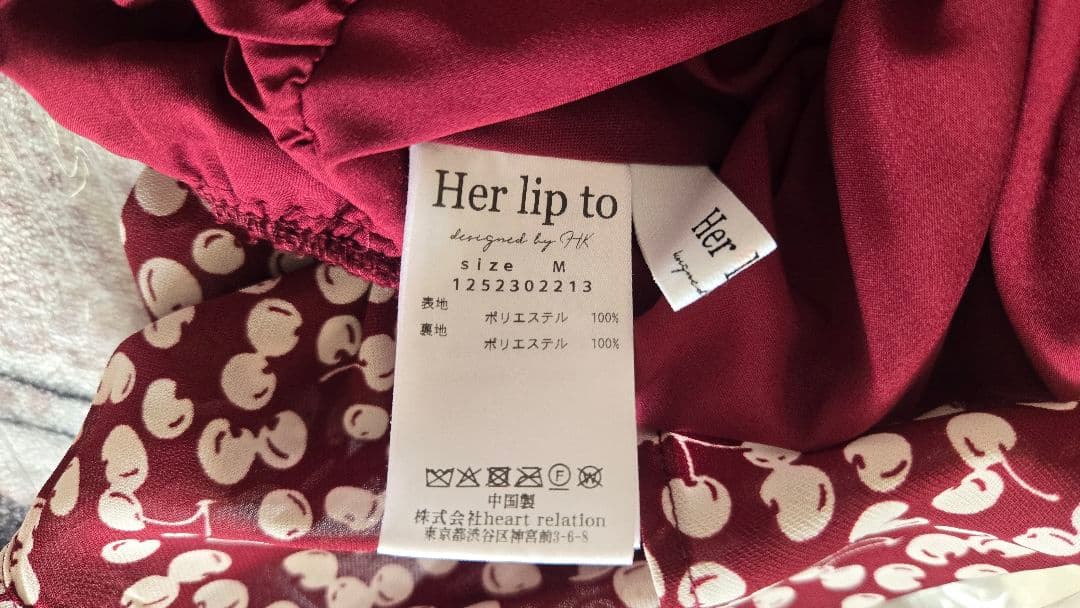 Her lip to
designed by HK
size M
1252302213
表地
ポリエステル 100%
裏地
ポリエステル 100%
F
W
中国製
株式会社heart relation
東京都渋谷区神宮前3-6-8
Her